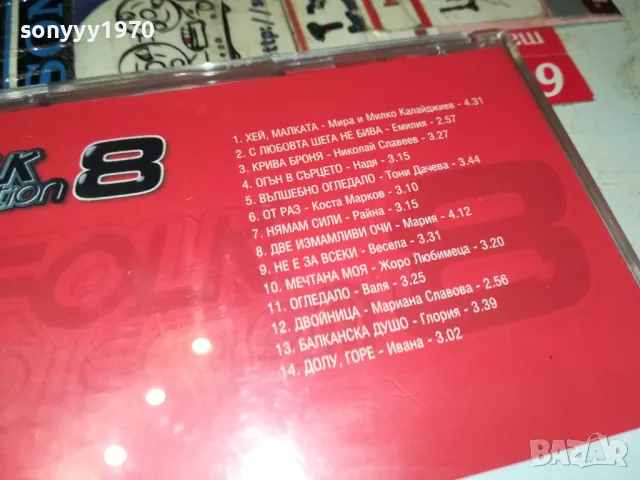 sonyyy1970
SON
http://s
еш
9
К
tion 8
1. ХЕЙ, МАЛКАТА - Мира и Милко Калайджиев - 4.31
2. С ЛЮБОВТА ШЕГА НЕ БИВА - Емилия - 2.57
3. КРИВА БРОНЯ - Николай Славеев - 3.27
4. ОГЪН В СЪРЦЕТО - Надя - 3.15
5. ВЪЛШЕБНО ОГЛЕДАЛО - Тони Дачева - 3.44
6. ОТ РАЗ - Коста Марков - 3.10
7. НЯМАМ СИЛИ - Райна - 3.15
8. ДВЕ ИЗМАМЛИВИ ОЧИ - Мария - 4.12
9. НЕ Е ЗА ВСЕКИ - Весела - 3.31
10. МЕЧТАНА МОЯ - Жоро Любимеца - 3.20
11. ОГЛЕДАЛО - Валя - 3.25
12. ДВОЙНИЦА - Мариана Славова - 2.56
13. БАЛКАНСКА ДУШО - Глория - 3.39
14. ДОЛУ, ГОРЕ - Ивана - 3.02
BAZAR